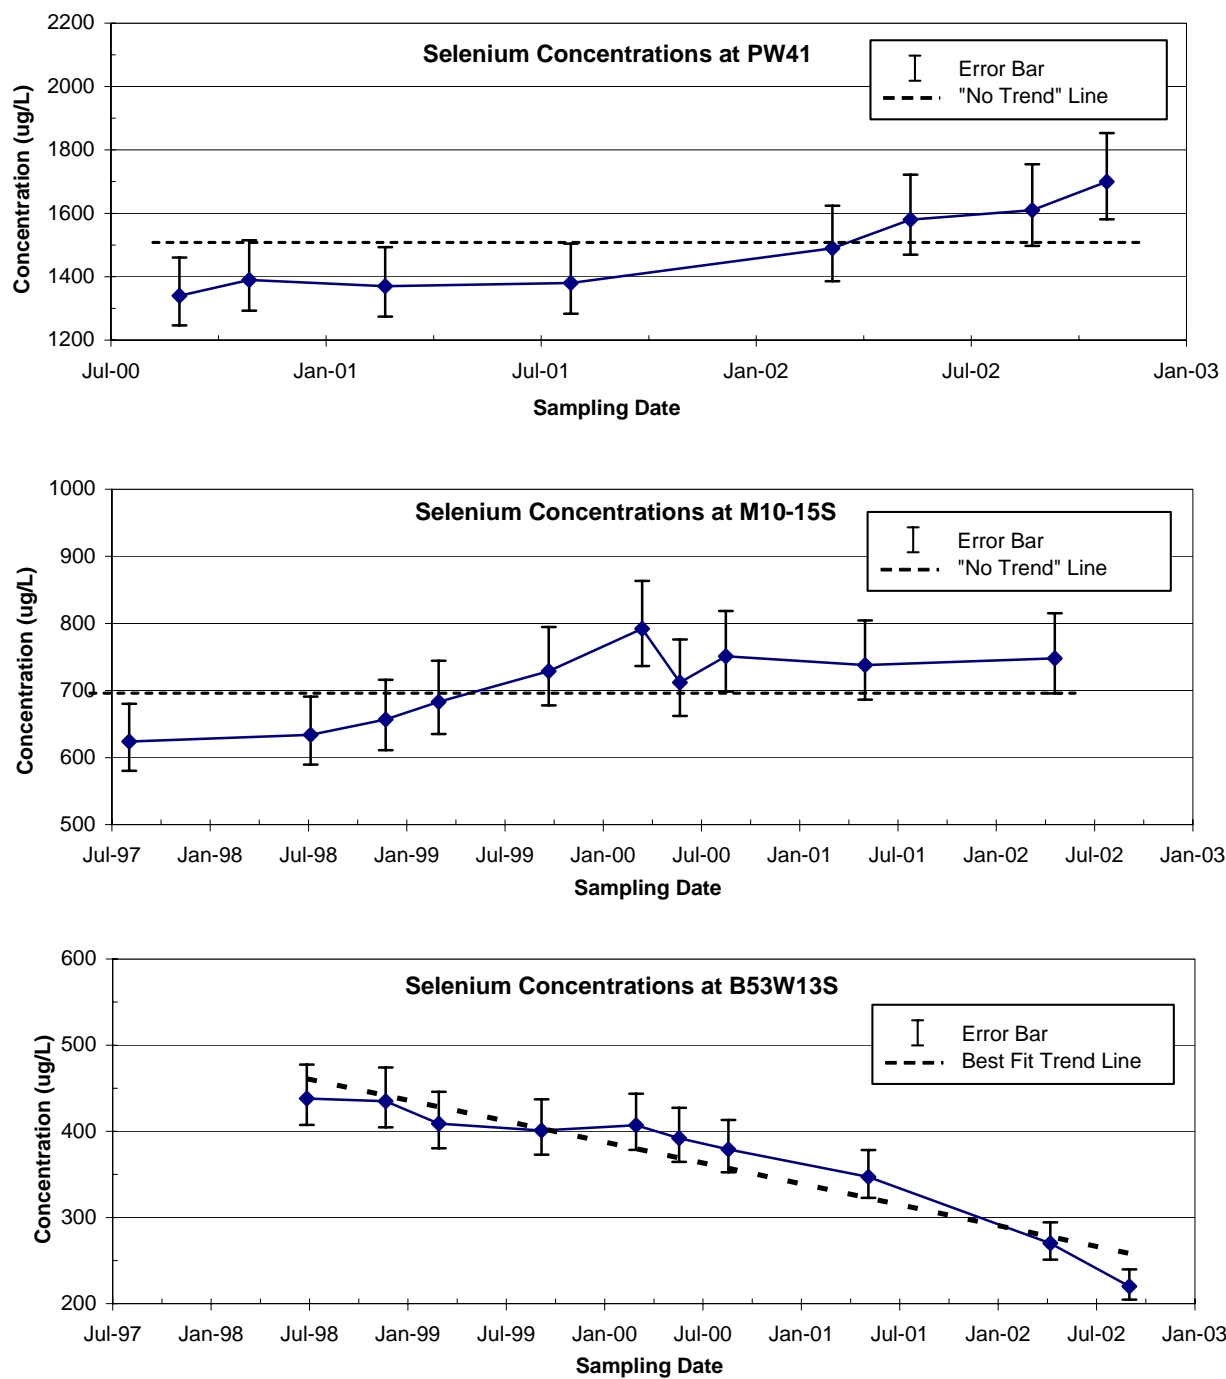 Selenium Concentrations at PW41
Error Bar
"No Trend" Line
Concentration (ug/L)
2200
2000
1800
1600
1400
1200
Jul-00 Jan-01 Jul-01 Jan-02 Jul-02 Jan-03
Sampling Date
Selenium Concentrations at M10-15S
Error Bar
"No Trend" Line
Concentration (ug/L)
1000
900
800
700
600
500
Jul-97 Jan-98 Jul-98 Jan-99 Jul-99 Jan-00 Jul-00 Jan-01 Jul-01 Jan-02 Jul-02 Jan-03
Sampling Date
Selenium Concentrations at B53W13S
Error Bar
Best Fit Trend Line
Concentration (ug/L)
600
500
400
300
200
Jul-97 Jan-98 Jul-98 Jan-99 Jul-99 Jan-00 Jul-00 Jan-01 Jul-01 Jan-02 Jul-02 Jan-03
Sampling Date